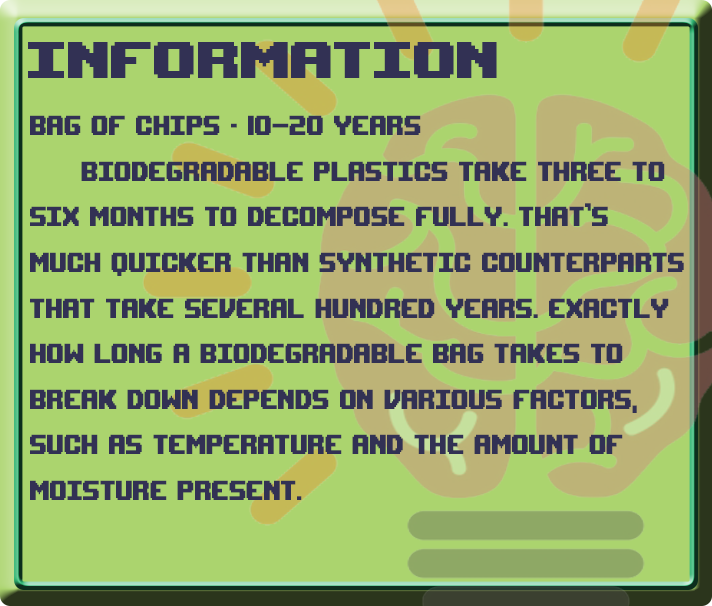 INFORMATION
BAG OF CHIPS - 10-20 YEARS
BIODEGRADABLE PLASTICS TAKE THREE TO
SIX MONTHS TO DECOMPOSE FULLY. THAT'S
MUCH QUICKER THAN SYNTHETIC COUNTERPARTS
THAT TAKE SEVERAL HUNDRED YEARS. EXACTLY
HOW LONG A BIODEGRADABLE BAG TAKES TO
BREAK DOWN DEPENDS ON VARIOUS FACTORS,
SUCH AS TEMPERATURE AND THE AMOUNT OF
MOISTURE PRESENT.